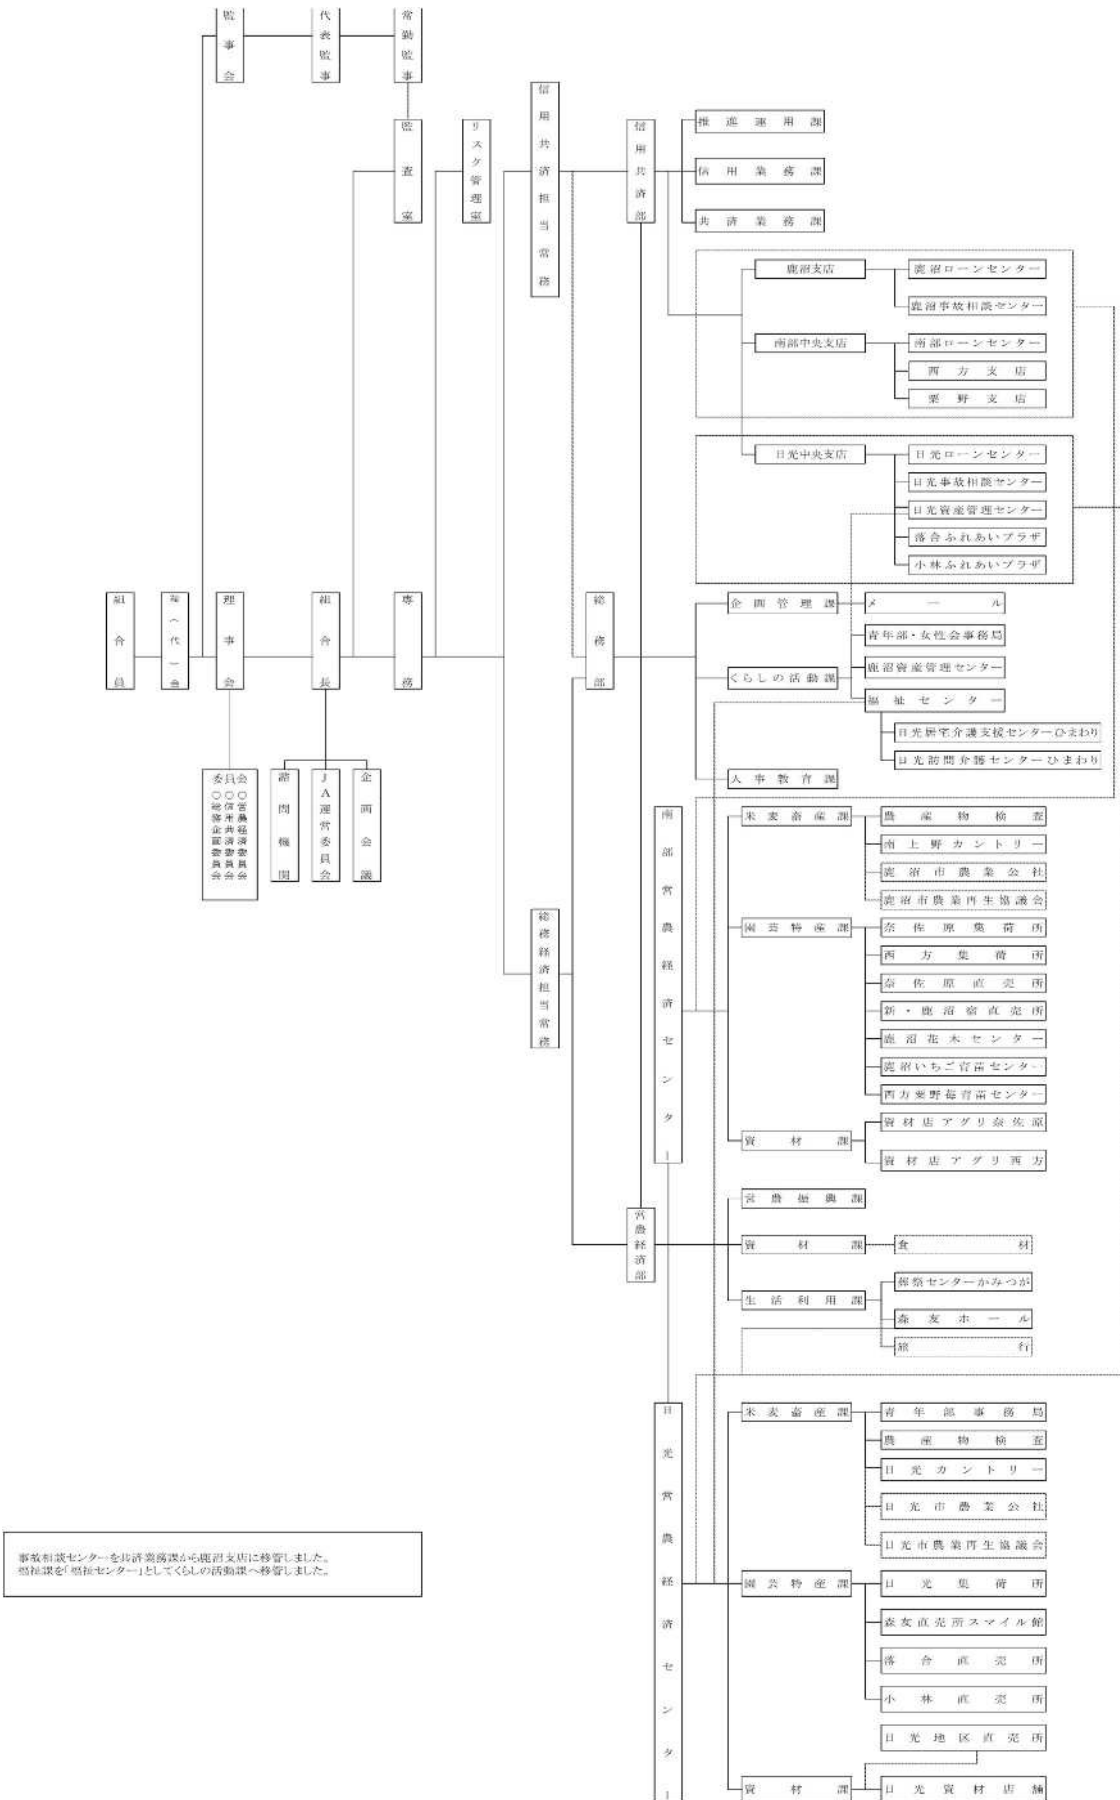 監事会
代表監事
常勤監事
監査室
リスク管理室
信用共済担当常務
信用共済部
推進運用課
信用業務課
共済業務課
鹿沼支店
鹿沼ローンセンター
鹿沼事故相談センター
南部中央支店
南部ローンセンター
西方支店
粟野支店
日光中央支店
日光ローンセンター
日光事故相談センター
日光資産管理センター
落合ふれあいプラザ
小林ふれあいプラザ
組合員
理事会
組合長
専務
総務部
企画管理課
メール
青年部・女性会事務局
鹿沼資産管理センター
くらしの活動課
福祉センター
日光居宅介護支援センターひまわり
日光訪問介護センターひまわり
人事教育課
委員会
○営農経済委員会
○信用共済委員会
○総務企画委員会
諮問機関
JA運営委員会
企画会議
総務経済担当常務
南部営農経済センター
米麦畜産課
農産物検査
南上野カントリー
鹿沼市農業公社
鹿沼市農業再生協議会
園芸特産課
奈佐原集荷所
西方集荷所
奈佐原直売所
新・鹿沼宿直売所
鹿沼花木センター
鹿沼いちご育苗センター
西方粟野苺育苗センター
資材課
資材店アグリ奈佐原
資材店アグリ西方
営農経済部
営農振興課
資材課
食材
生活利用課
葬祭センターかみつが
森友ホール
旅行
日光営農経済センター
米麦畜産課
青年部事務局
農産物検査
日光カントリー
日光市農業公社
日光市農業再生協議会
園芸特産課
日光集荷所
森友直売所スマイル館
落合直売所
小林直売所
日光地区直売所
資材課
日光資材店舗
事故相談センターを共済業務課から鹿沼支店に移管しました。
福祉課を「福祉センター」としてくらしの活動課へ移管しました。